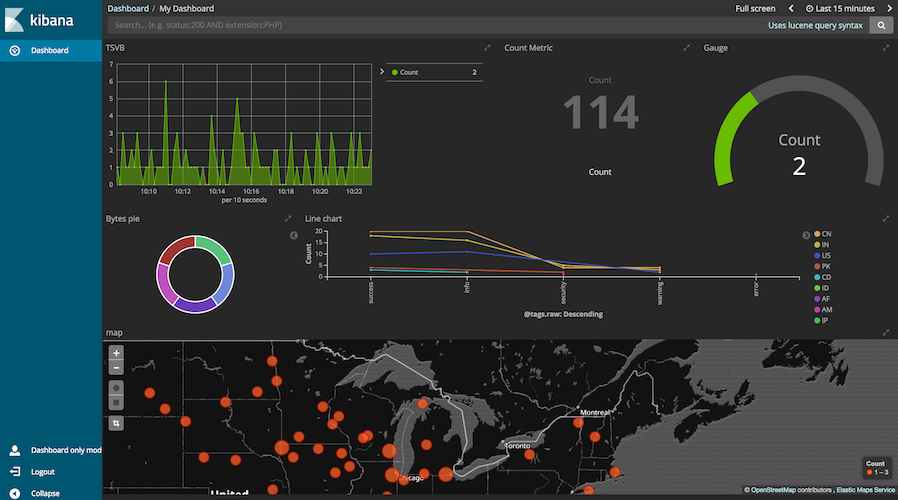 kibana
Dashboard / My Dashboard
Full screen
Last 15 minutes
Search... (e.g. status:200 AND extension:PHP)
Uses lucene query syntax
Dashboard
TSVB
Count Metric
Gauge
7
6
5
4
3
2
1
0
10:10 10:12 10:14 10:16 10:18 10:20 10:22
per 10 seconds
Count 2
Count
114
Count
Count
2
Bytes pie
Line chart
20
15
10
5
0
Count
success info security warning error
@tags.raw: Descending
CN
IN
US
PK
CD
ID
AF
AM
IP
map
+
−
Montreal
Toronto
Chicago
United
Count
1 – 3
© OpenStreetMap contributors , Elastic Maps Service
Dashboard only mod
Logout
Collapse